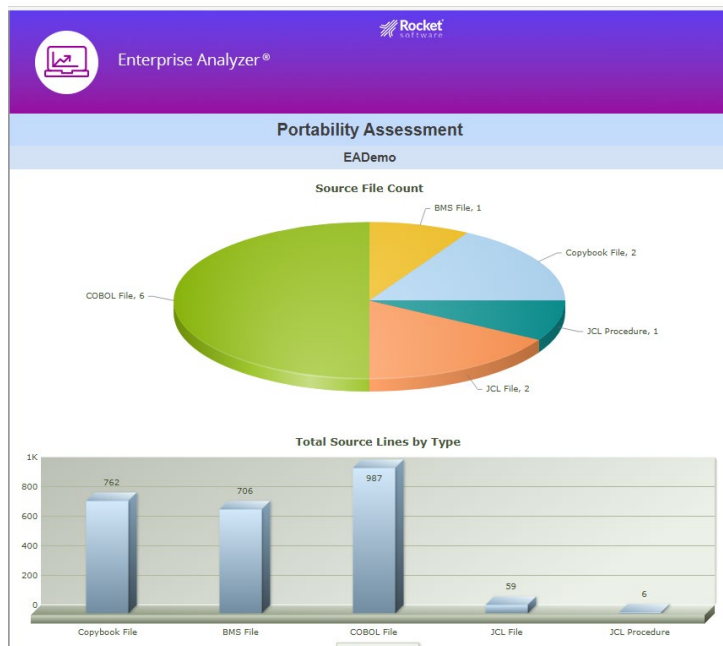 Rocket
software
Enterprise Analyzer®
Portability Assessment
EADemo
Source File Count
BMS File, 1
Copybook File, 2
COBOL File, 6
JCL Procedure, 1
JCL File, 2
Total Source Lines by Type
1K
800
600
400
200
0
762
706
987
59
6
Copybook File
BMS File
COBOL File
JCL File
JCL Procedure